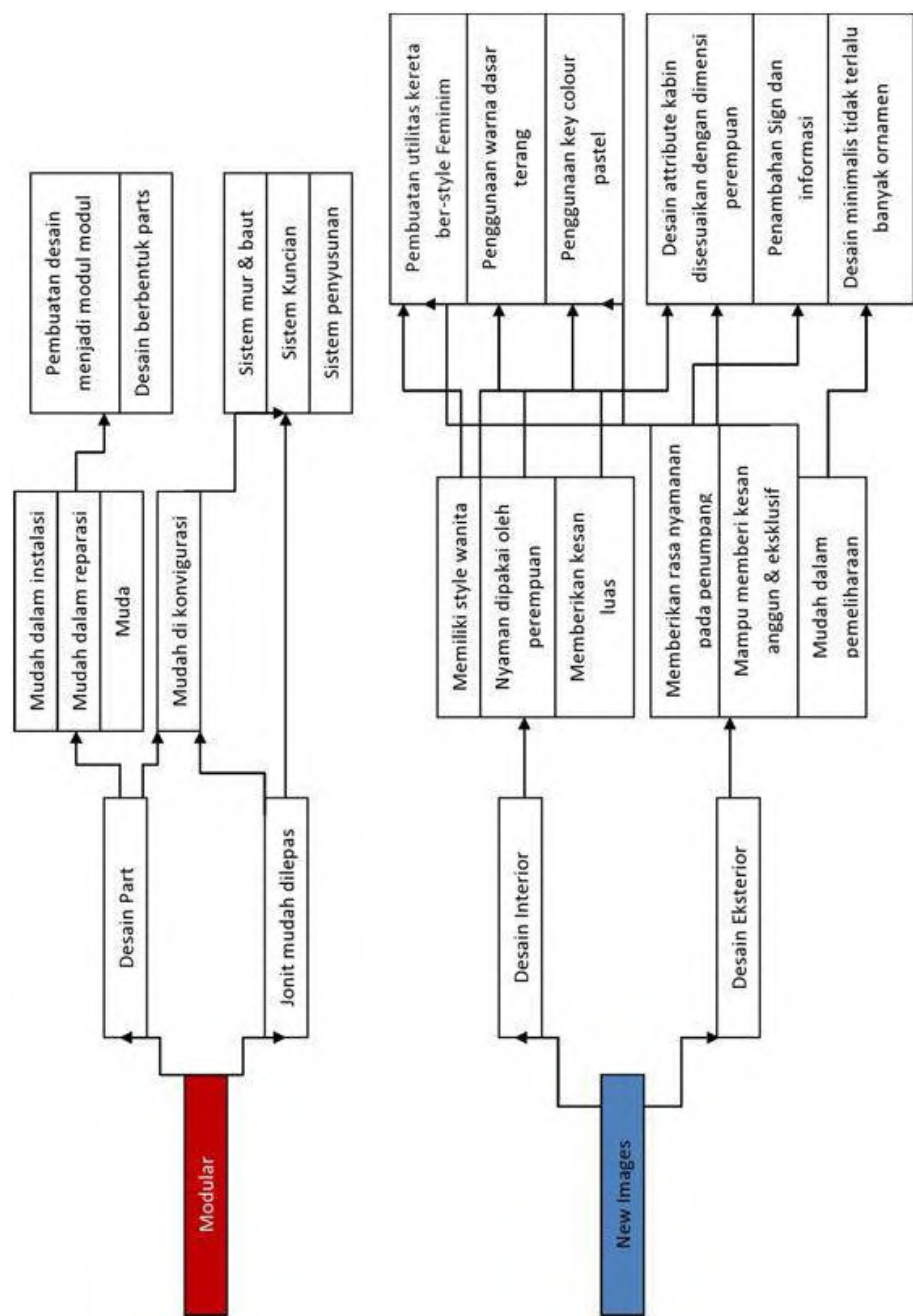 Modular
Desain Part
Jonit mudah dilepas
Mudah dalam instalasi
Mudah dalam reparasi
Muda
Mudah di konvigurasi
Pembuatan desain
menjadi modul modul
Desain berbentuk parts
Sistem mur & baut
Sistem Kuncian
Sistem penyusunan
New Images
Desain Interior
Desain Eksterior
Memiliki style wanita
Nyaman dipakai oleh
perempuan
Memberikan kesan
luas
Memberikan rasa nyamanan
pada penumpang
Mampu memberi kesan
anggun & eksklusif
Mudah dalam
pemeliharaan
Pembuatan utilitas kereta
ber-style Feminim
Penggunaan warna dasar
terang
Penggunaan key colour
pastel
Desain attribute kabin
disesuaikan dengan dimensi
perempuan
Penambahan Sign dan
informasi
Desain minimalis tidak terlalu
banyak ornamen